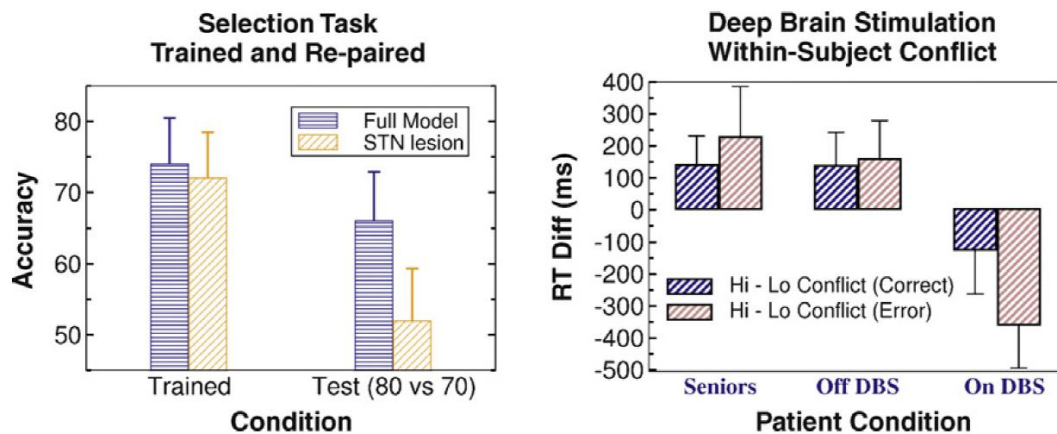 Selection Task
Trained and Re-paired
Full Model
STN lesion
Accuracy
80
70
60
50
Trained
Test (80 vs 70)
Condition
Deep Brain Stimulation
Within-Subject Conflict
RT Diff (ms)
400
300
200
100
0
-100
-200
-300
-400
-500
Hi - Lo Conflict (Correct)
Hi - Lo Conflict (Error)
Seniors
Off DBS
On DBS
Patient Condition